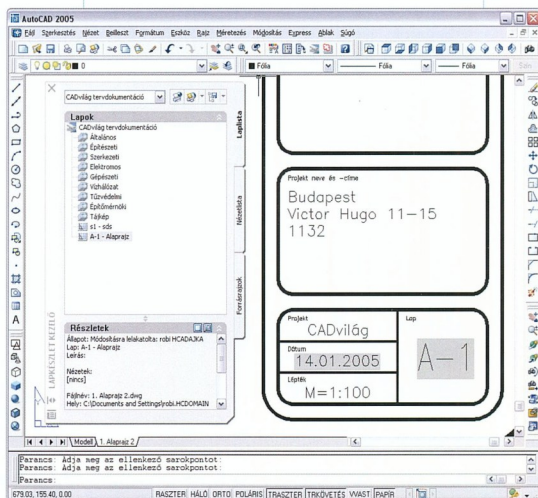 AutoCAD 2005
Fájl Szerkesztés Nézet Beilleszt Formátum Eszköz Rajz Méretezés Módosítás Express Ablak Súgó
0
Fólia
Fólia
Fólia
CADvilág tervdokumentáció
Lapok
CADvilág tervdokumentáció
Általános
Építészeti
Szerkezeti
Elektromos
Gépészeti
Vízhálózat
Tűzvédelmi
Építőmérnöki
Tájkép
s1 - sds
A-1 - Alaprajz
Laplista
Nézetlista
Forrásrajzok
LAPKÉSZLET KEZELŐ
Részletek
Állapot: Módosításra lelakatolta: robi HCADAJKA
Lap: A-1 - Alaprajz
Leírás:
Nézetek:
[nincs]
Fájlnév: 1. Alaprajz 2.dwg
Hely: C:\Documents and Settings\robi.HCDOMAIN
Projekt neve és -címe
Budapest
Victor Hugo 11-15
1132
Projekt
CADvilág
Lap
Dátum
14.01.2005
A-1
Lépték
M=1:100
Modell
1. Alaprajz 2
Parancs: Adja meg az ellenkező sarokpontot:
Parancs: Adja meg az ellenkező sarokpontot:
Parancs:
679.03, 155.40, 0.00
RASZTER HÁLÓ ORTO POLÁRIS TRASZTER TRKÖVETÉS VVAST PAPÍR